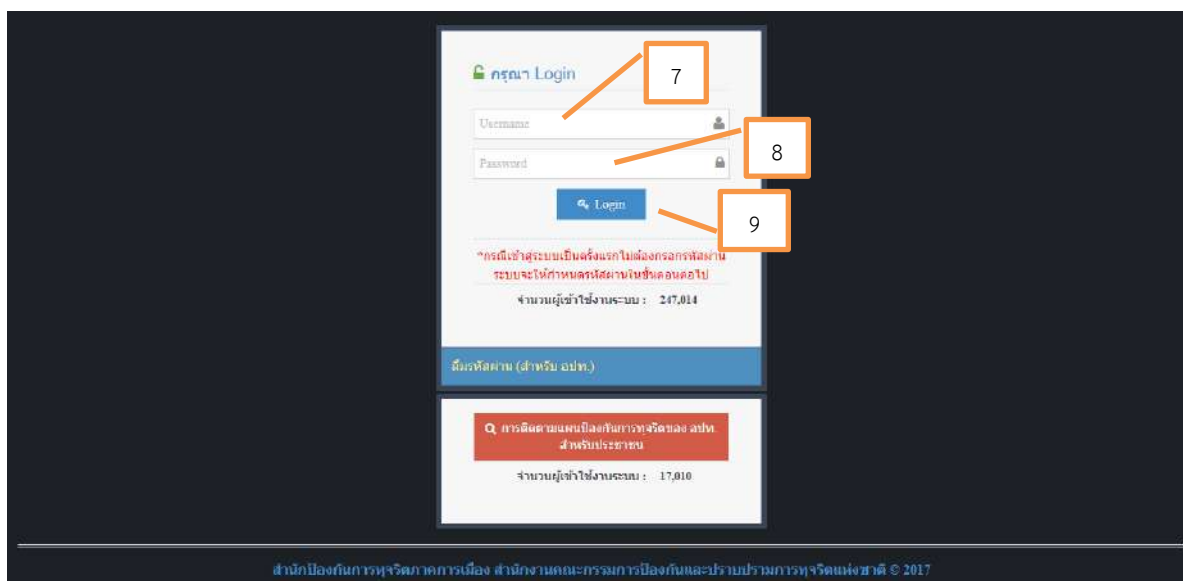 กรุณา Login
7
Username
8
Password
Login
9
*กรณีเข้าสู่ระบบเป็นครั้งแรกไม่ต้องกรอกรหัสผ่าน
ระบบจะให้กำหนดรหัสผ่านในขั้นตอนต่อไป
จำนวนผู้เข้าใช้งานระบบ : 247,014
ลืมรหัสผ่าน (สำหรับ อปท.)
การติดตามแผนป้องกันการทุจริตของ อปท.
สำหรับประชาชน
จำนวนผู้เข้าใช้งานระบบ : 17,010
สำนักป้องกันการทุจริตภาคการเมือง สำนักงานคณะกรรมการป้องกันและปราบปรามการทุจริตแห่งชาติ © 2017